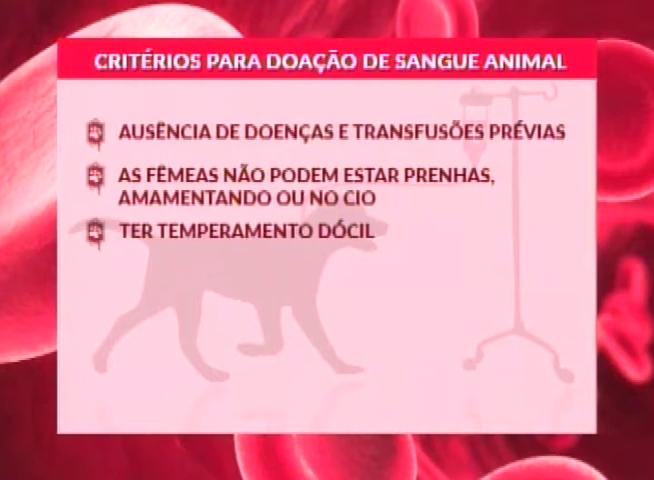 CRITÉRIOS PARA DOAÇÃO DE SANGUE ANIMAL
AUSÊNCIA DE DOENÇAS E TRANSFUSÕES PRÉVIAS
AS FÊMEAS NÃO PODEM ESTAR PRENHAS,
AMAMENTANDO OU NO CIO
TER TEMPERAMENTO DÓCIL